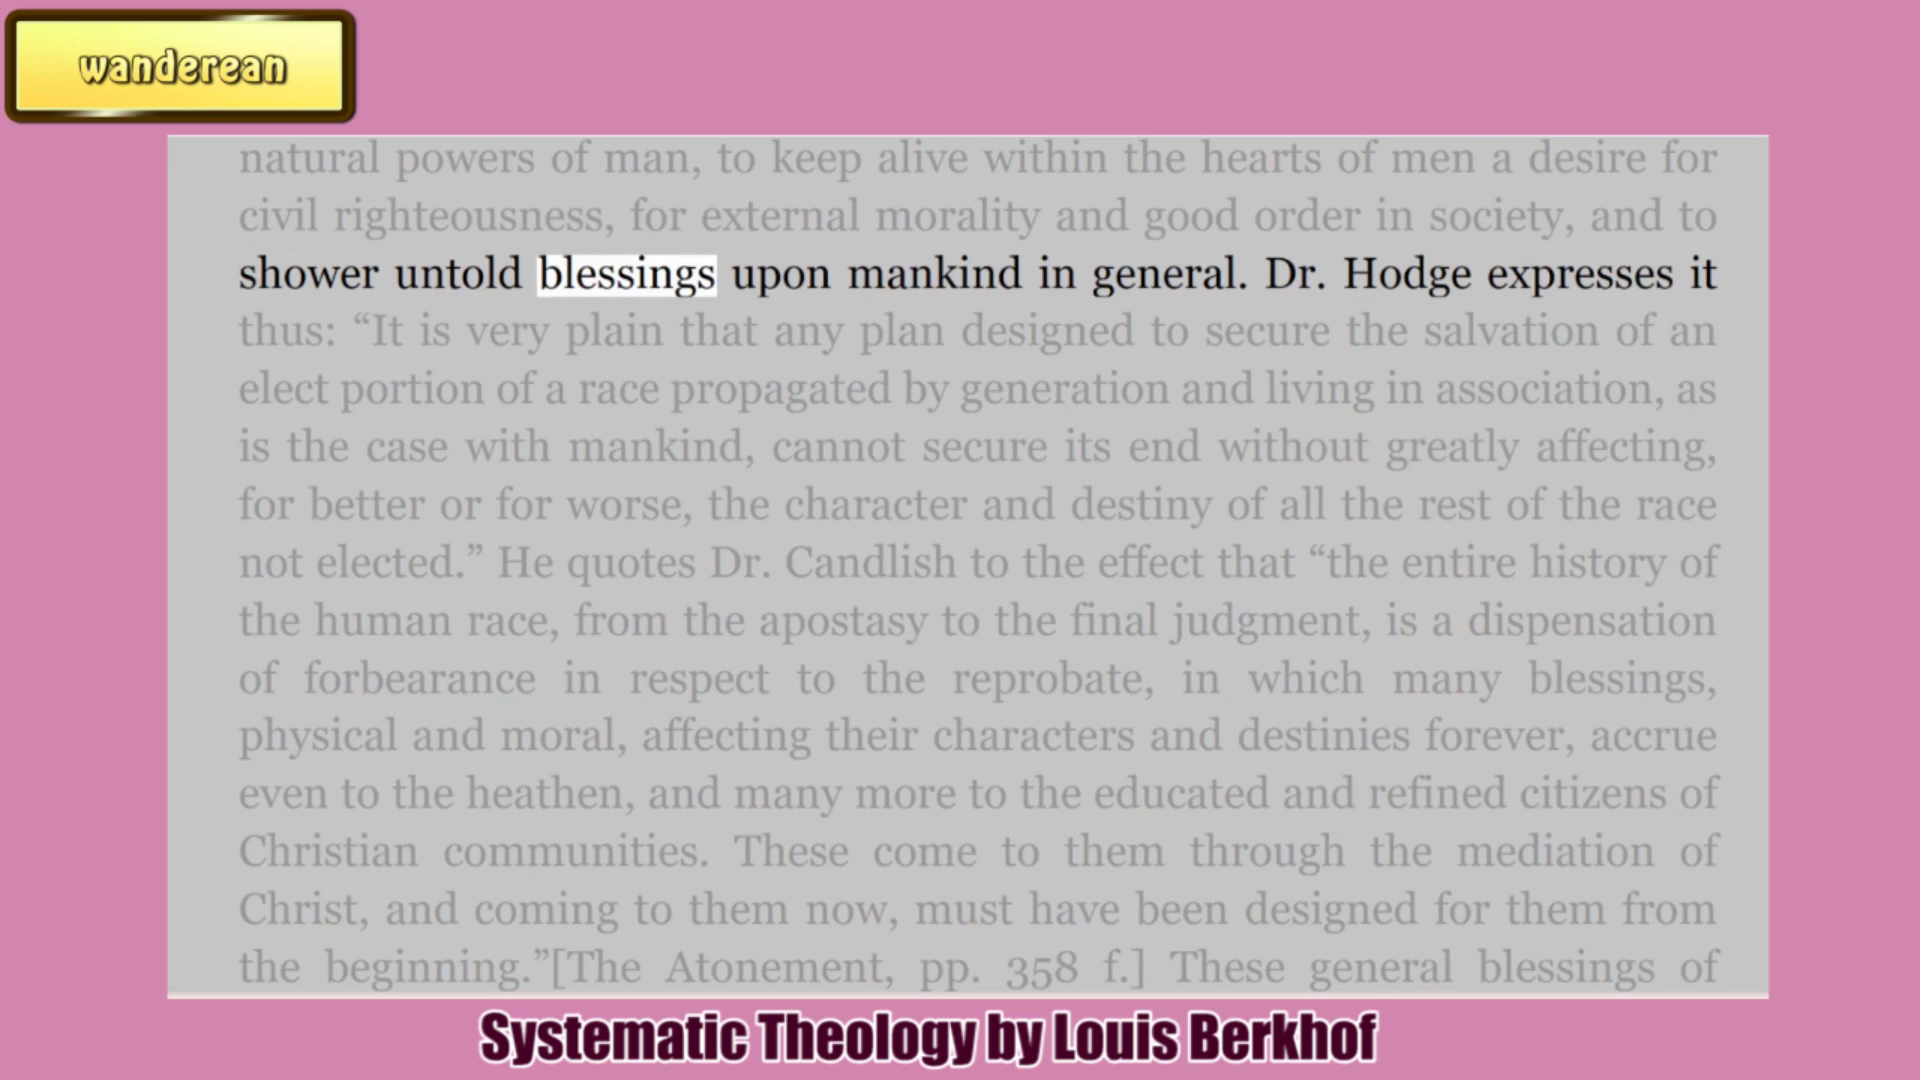 wanderean
natural powers of man, to keep alive within the hearts of men a desire for
civil righteousness, for external morality and good order in society, and to
shower untold blessings upon mankind in general. Dr. Hodge expresses it
thus: “It is very plain that any plan designed to secure the salvation of an
elect portion of a race propagated by generation and living in association, as
is the case with mankind, cannot secure its end without greatly affecting,
for better or for worse, the character and destiny of all the rest of the race
not elected.” He quotes Dr. Candlish to the effect that “the entire history of
the human race, from the apostasy to the final judgment, is a dispensation
of forbearance in respect to the reprobate, in which many blessings,
physical and moral, affecting their characters and destinies forever, accrue
even to the heathen, and many more to the educated and refined citizens of
Christian communities. These come to them through the mediation of
Christ, and coming to them now, must have been designed for them from
the beginning.”[The Atonement, pp. 358 f.] These general blessings of
Systematic Theology by Louis Berkhof